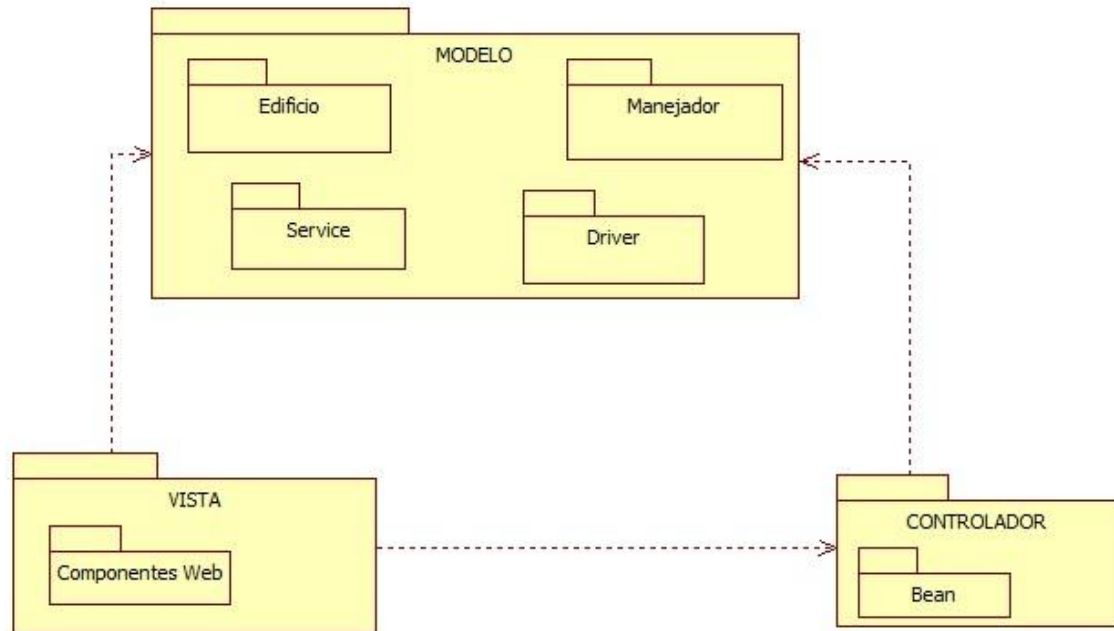 MODELO
Edificio
Manejador
Service
Driver
VISTA
Componentes Web
CONTROLADOR
Bean